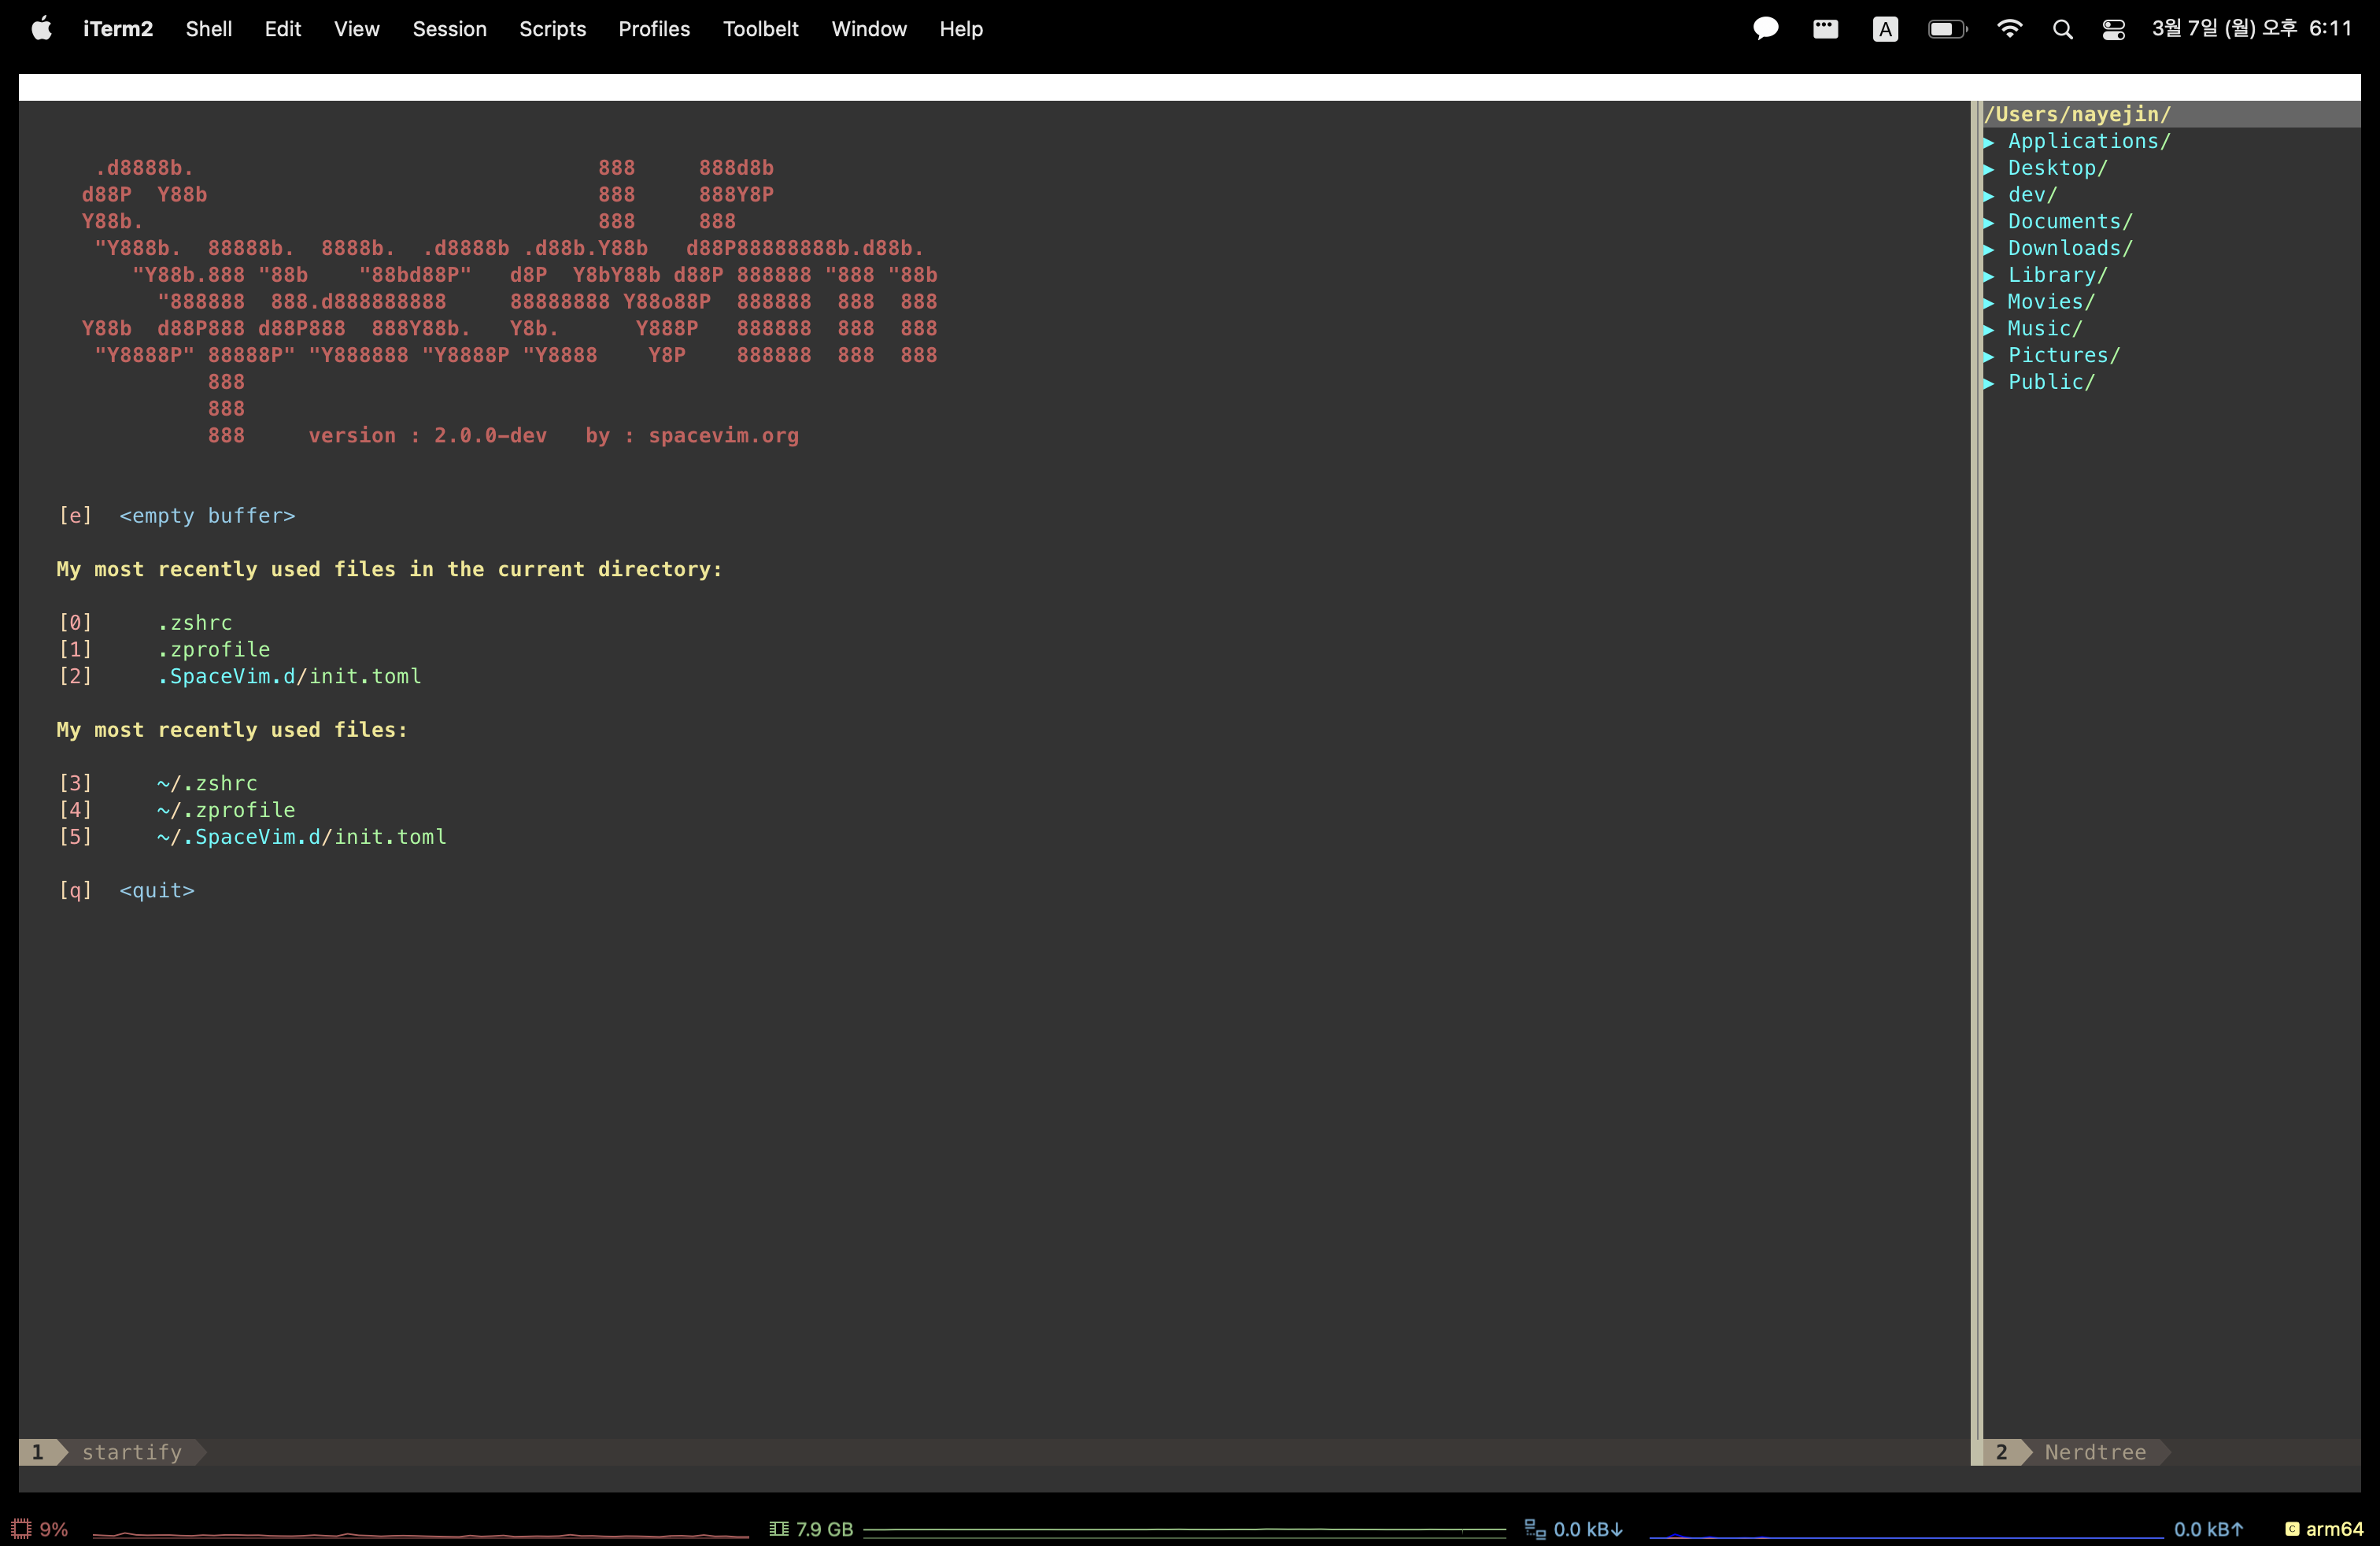 iTerm2 Shell Edit View Session Scripts Profiles Toolbelt Window Help A 3월 7일 (월) 오후 6:11
.d8888b.                                888     888d8b
d88P  Y88b                               888     888Y8P
Y88b.                                    888     888
"Y888b.  88888b.  8888b.  .d8888b .d88b.Y88b   d88P88888888b.d88b.
"Y88b.888 "88b    "88bd88P"   d8P  Y8bY88b d88P 888888 "888 "88b
"888888  888.d888888888     88888888 Y88o88P  888888  888  888
Y88b  d88P888 d88P888  888Y88b.   Y8b.      Y888P   888888  888  888
"Y8888P" 88888P" "Y888888 "Y8888P "Y8888    Y8P    888888  888  888
888
888
888     version : 2.0.0-dev   by : spacevim.org
[e]  <empty buffer>
My most recently used files in the current directory:
[0]     .zshrc
[1]     .zprofile
[2]     .SpaceVim.d/init.toml
My most recently used files:
[3]     ~/.zshrc
[4]     ~/.zprofile
[5]     ~/.SpaceVim.d/init.toml
[q]  <quit>
/Users/nayejin/
▶ Applications/
▶ Desktop/
▶ dev/
▶ Documents/
▶ Downloads/
▶ Library/
▶ Movies/
▶ Music/
▶ Pictures/
▶ Public/
1 startify
2 Nerdtree
9% 7.9 GB 0.0 kB↓ 0.0 kB↑ C arm64